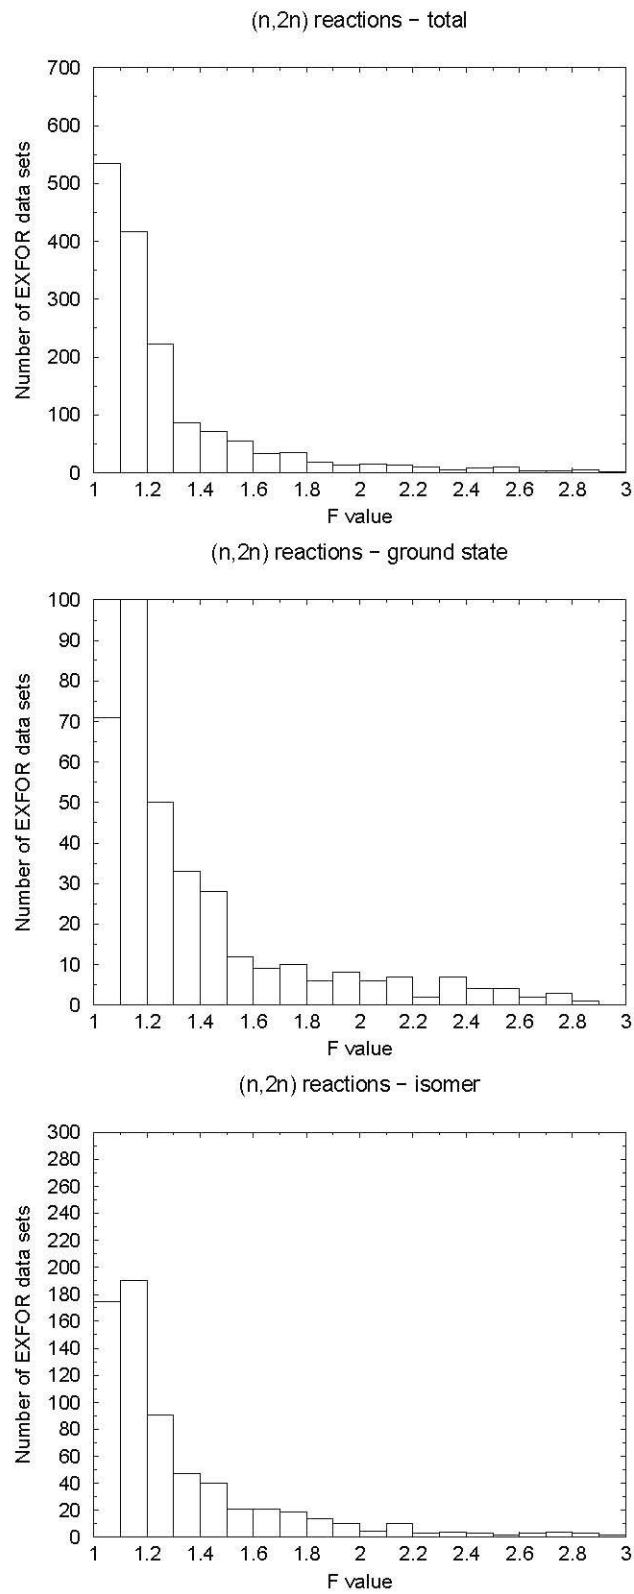 (n,2n) reactions − total
700
600
500
400
300
200
100
0
Number of EXFOR data sets
1 1.2 1.4 1.6 1.8 2 2.2 2.4 2.6 2.8 3
F value
(n,2n) reactions − ground state
100
90
80
70
60
50
40
30
20
10
0
Number of EXFOR data sets
1 1.2 1.4 1.6 1.8 2 2.2 2.4 2.6 2.8 3
F value
(n,2n) reactions − isomer
300
280
260
240
220
200
180
160
140
120
100
80
60
40
20
0
Number of EXFOR data sets
1 1.2 1.4 1.6 1.8 2 2.2 2.4 2.6 2.8 3
F value